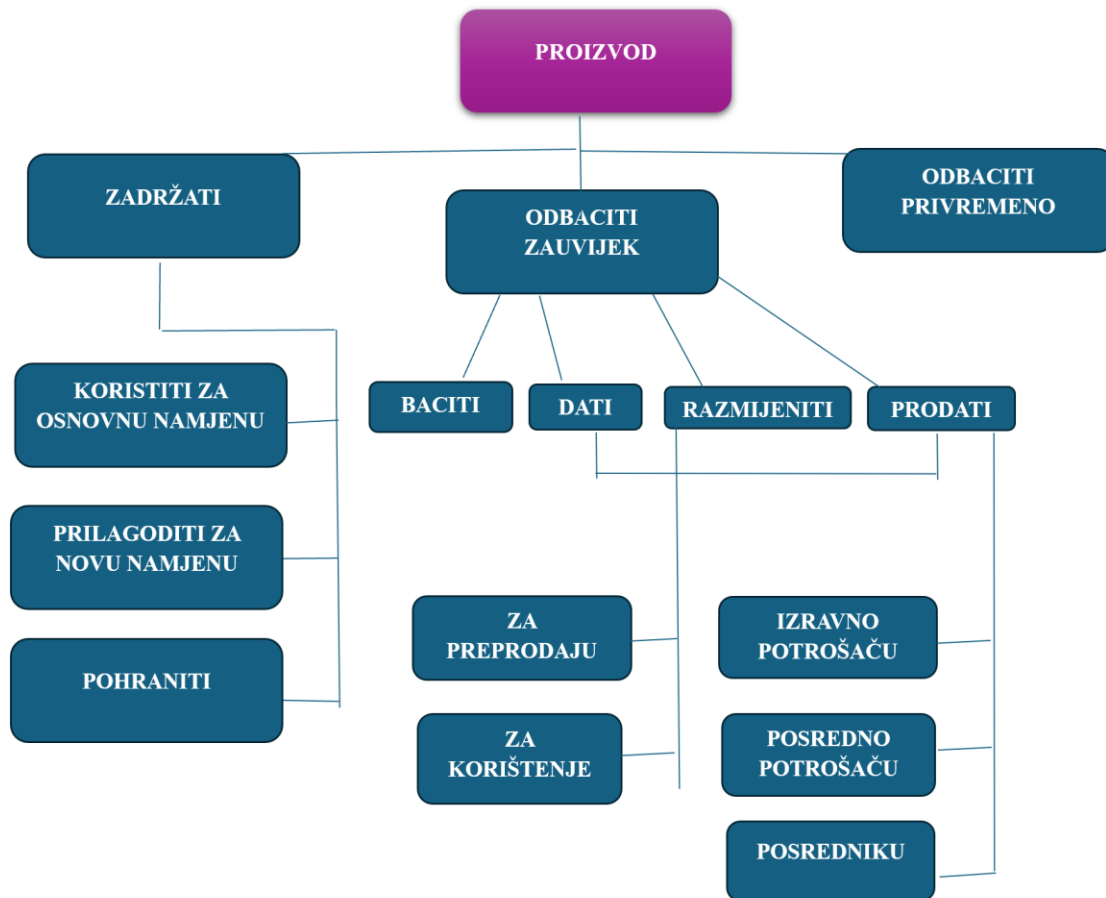 PROIZVOD
ZADRŽATI
ODBACITI
ZAUVIJEK
ODBACITI
PRIVREMENO
KORISTITI ZA
OSNOVNU NAMJENU
BACITI
DATI
RAZMIJENITI
PRODATI
PRILAGODITI ZA
NOVU NAMJENU
POHRANITI
ZA
PREPRODAJU
ZA
KORIŠTENJE
IZRAVNO
POTROŠAČU
POSREDNO
POTROŠAČU
POSREDNIKU